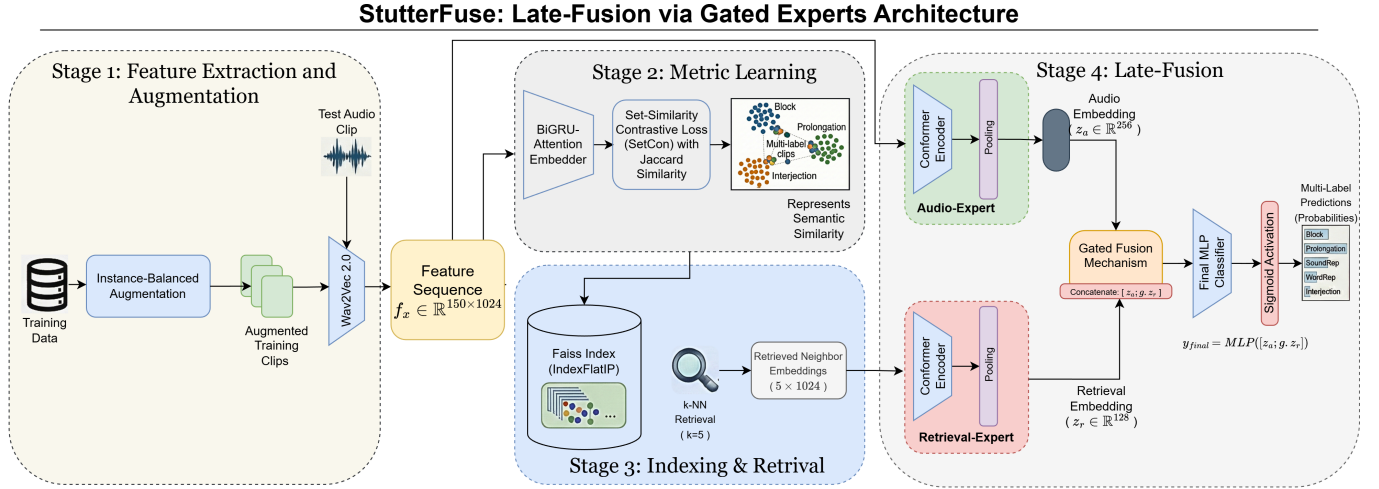 StutterFuse: Late-Fusion via Gated Experts Architecture
Stage 1: Feature Extraction and
Augmentation
Test Audio
Clip
Training
Data
Instance-Balanced
Augmentation
Augmented
Training
Clips
Wav2Vec 2.0
Feature
Sequence
f_x ∈ ℝ^{150×1024}
Stage 2: Metric Learning
BiGRU-
Attention
Embedder
Set-Similarity
Contrastive Loss
(SetCon) with
Jaccard
Similarity
Block
Prolongation
Multi-label
clips
Interjection
Represents
Semantic
Similarity
Faiss Index
(IndexFlatIP)
...
k-NN
Retrieval
( k=5 )
Retrieved Neighbor
Embeddings
( 5 × 1024 )
Stage 3: Indexing & Retrival
Stage 4: Late-Fusion
Conformer
Encoder
Pooling
Audio-Expert
Audio
Embedding
( z_a ∈ ℝ^{256} )
Conformer
Encoder
Pooling
Retrieval-Expert
Retrieval
Embedding
( z_r ∈ ℝ^{128} )
Gated Fusion
Mechanism
Concatenate: [ z_a; g. z_r ]
Final MLP
Classifier
Sigmoid Activation
y_{final} = MLP([z_a; g. z_r])
Multi-Label
Predictions
(Probabilities)
Block
Prolongation
SoundRep
WordRep
Interjection